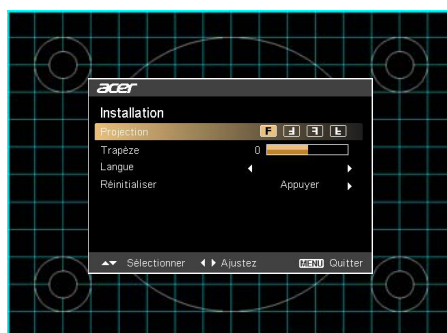 acer
Installation
Projection F
Trapèze 0
Langue
Réinitialiser Appuyer
Sélectionner Ajustez MENU Quitter